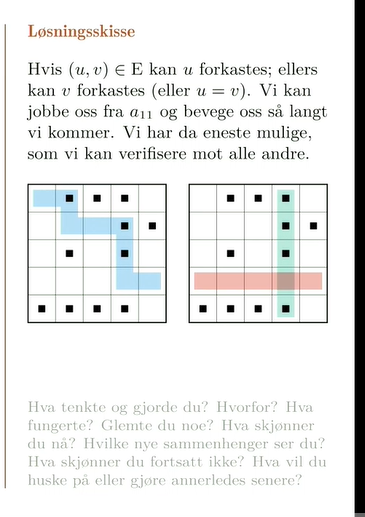 Løsningsskisse
Hvis (u, v) ∈ E kan u forkastes; ellers
kan v forkastes (eller u = v). Vi kan
jobbe oss fra a₁₁ og bevege oss så langt
vi kommer. Vi har da eneste mulige,
som vi kan verifisere mot alle andre.
Hva tenkte og gjorde du? Hvorfor? Hva
fungerte? Glemte du noe? Hva skjønner
du nå? Hvilke nye sammenhenger ser du?
Hva skjønner du fortsatt ikke? Hva vil du
huske på eller gjøre annerledes senere?